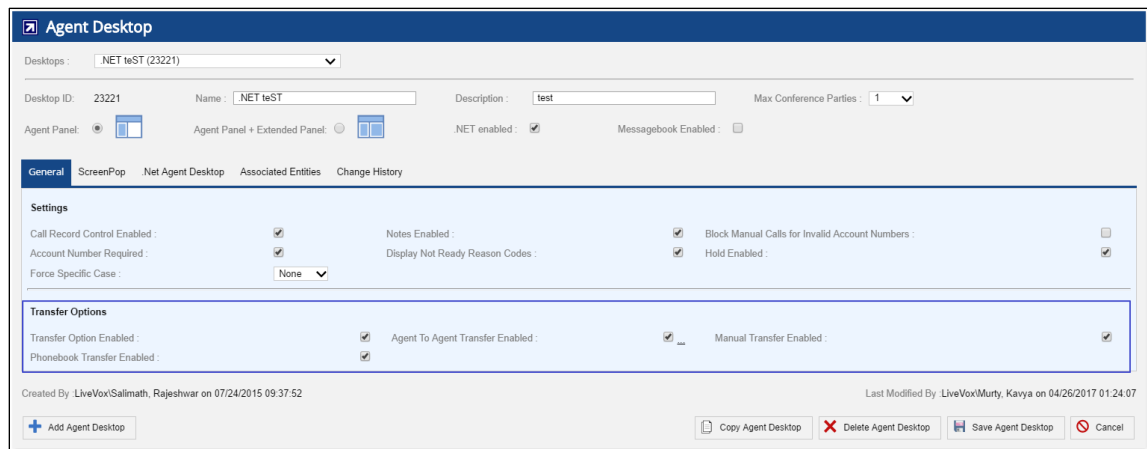 Agent Desktop
Desktops : .NET teST (23221)
Desktop ID: 23221 Name : .NET teST Description : test Max Conference Parties : 1
Agent Panel: Agent Panel + Extended Panel: .NET enabled : Messagebook Enabled :
General ScreenPop .Net Agent Desktop Associated Entities Change History
Settings
Call Record Control Enabled : Notes Enabled : Block Manual Calls for Invalid Account Numbers :
Account Number Required : Display Not Ready Reason Codes : Hold Enabled :
Force Specific Case : None
Transfer Options
Transfer Option Enabled : Agent To Agent Transfer Enabled : ... Manual Transfer Enabled :
Phonebook Transfer Enabled :
Created By :LiveVox\Salimath, Rajeshwar on 07/24/2015 09:37:52 Last Modified By :LiveVox\Murty, Kavya on 04/26/2017 01:24:07
Add Agent Desktop Copy Agent Desktop Delete Agent Desktop Save Agent Desktop Cancel